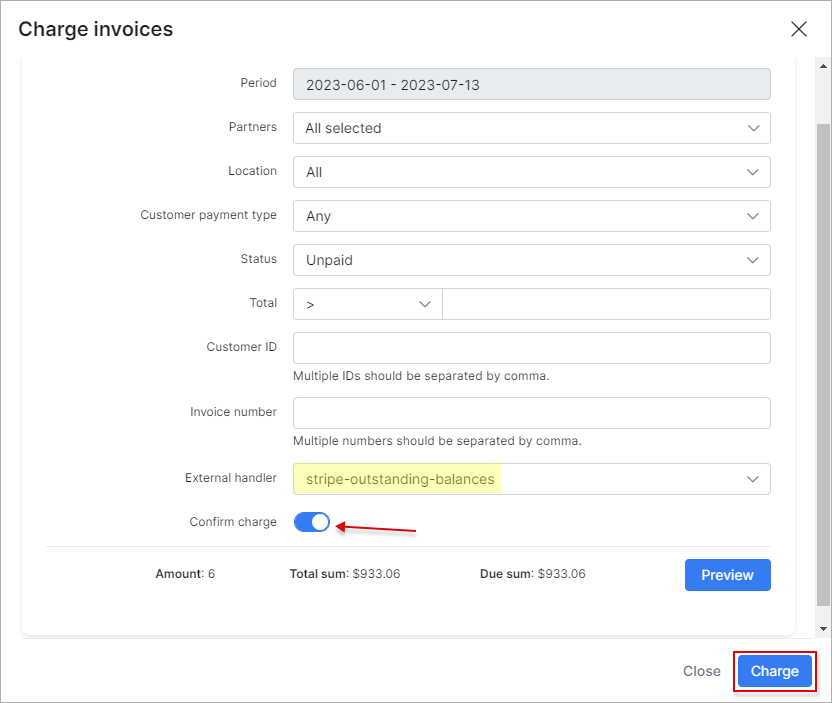 Charge invoices
Period 2023-06-01 - 2023-07-13
Partners All selected
Location All
Customer payment type Any
Status Unpaid
Total >
Customer ID
Multiple IDs should be separated by comma.
Invoice number
Multiple numbers should be separated by comma.
External handler stripe-outstanding-balances
Confirm charge
Amount: 6 Total sum: $933.06 Due sum: $933.06 Preview
Close Charge